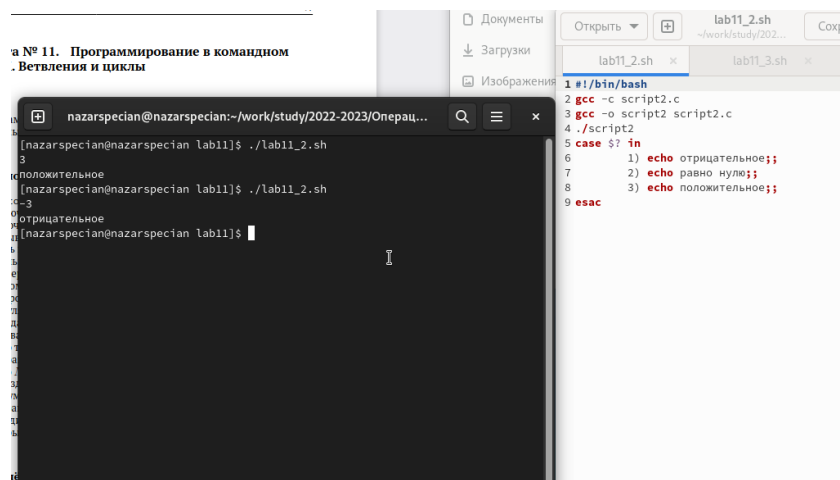 а № 11. Программирование в командном
. Ветвления и циклы
Документы
Загрузки
Изображения
Открыть
lab11_2.sh
~/work/study/202...
Сох
lab11_2.sh
lab11_3.sh
nazarspecian@nazarspecian:~/work/study/2022-2023/Операц...
[nazarspecian@nazarspecian lab11]$ ./lab11_2.sh
3
положительное
[nazarspecian@nazarspecian lab11]$ ./lab11_2.sh
-3
отрицательное
[nazarspecian@nazarspecian lab11]$
1 #!/bin/bash
2 gcc -c script2.c
3 gcc -o script2 script2.c
4 ./script2
5 case $? in
6 1) echo отрицательное;;
7 2) echo равно нулю;;
8 3) echo положительное;;
9 esac